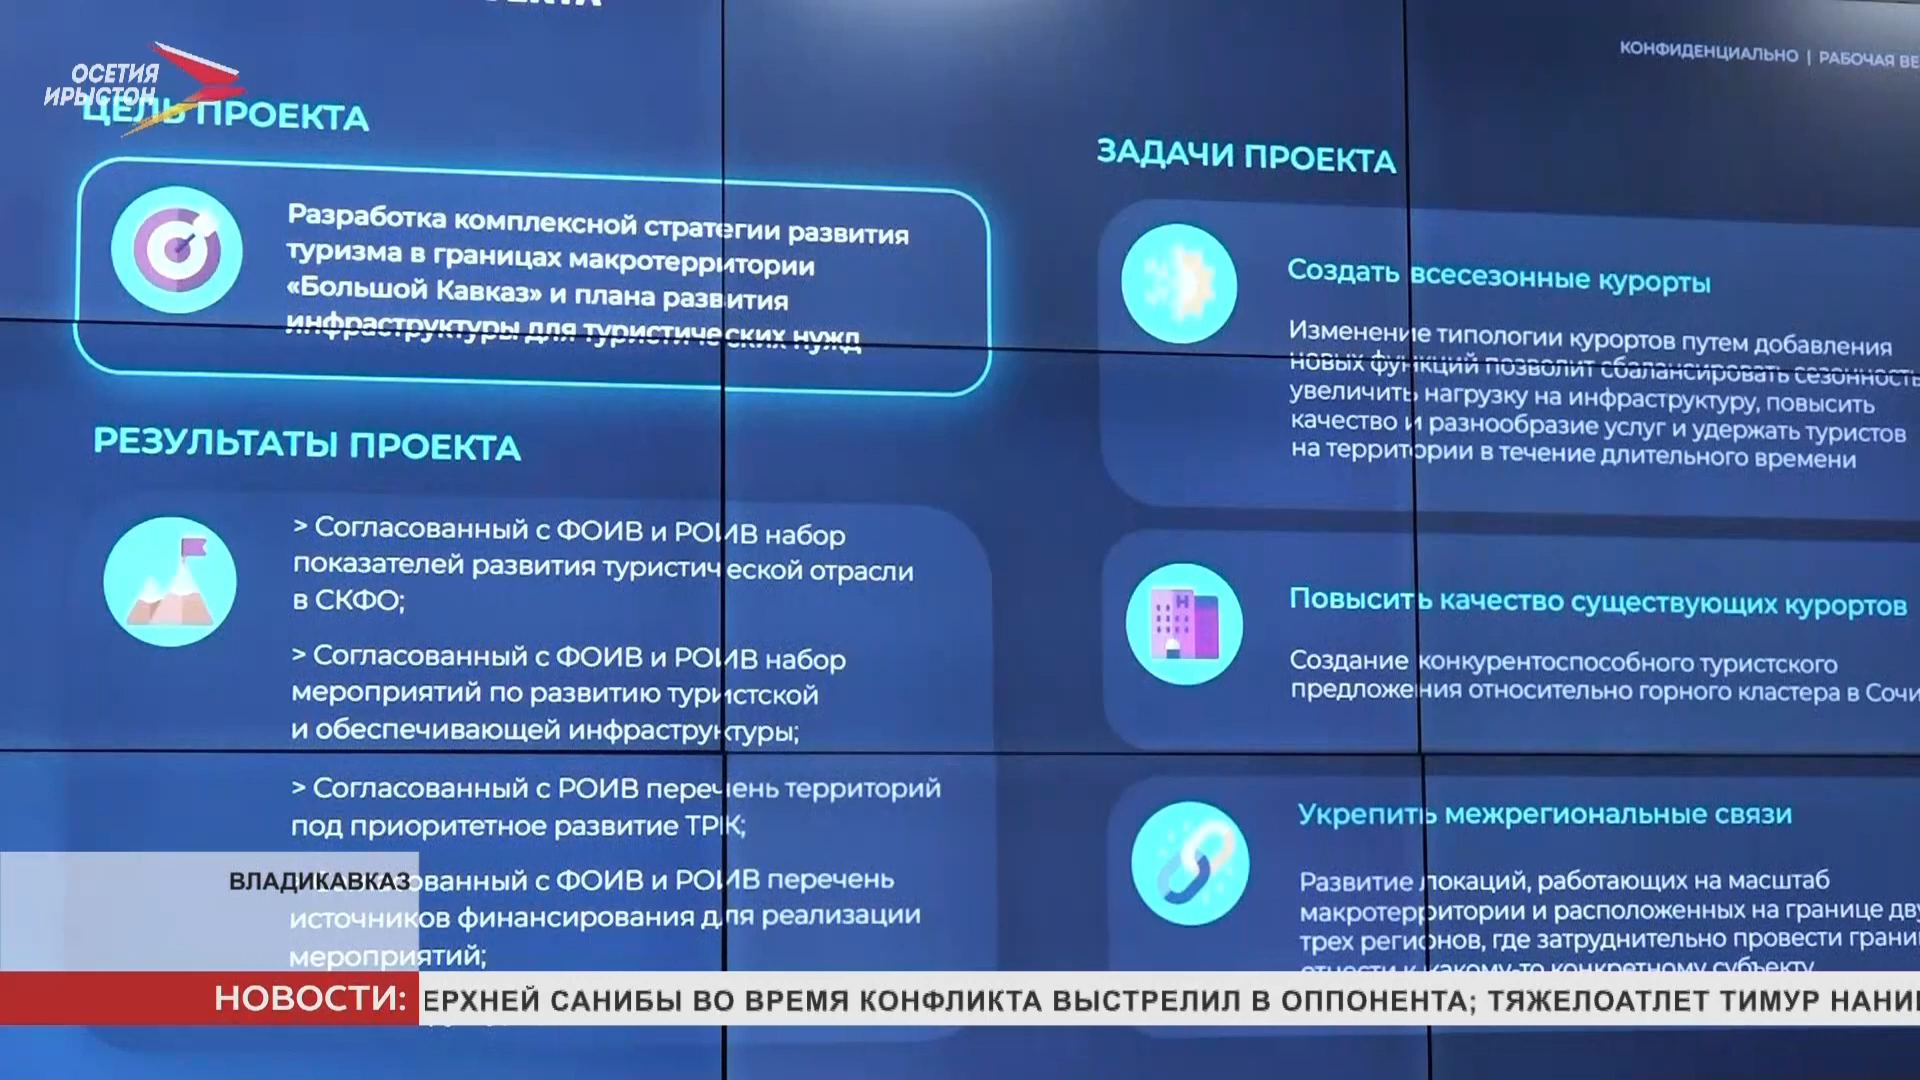 ОСЕТИЯ
ИРЫСТОН
КОНФИДЕНЦИАЛЬНО | РАБОЧАЯ
ЦЕЛЬ ПРОЕКТА
Разработка комплексной стратегии развития
туризма в границах макротерритории
«Большой Кавказ» и плана развития
инфраструктуры для туристических нужд
РЕЗУЛЬТАТЫ ПРОЕКТА
> Согласованный с ФОИВ и РОИВ набор
показателей развития туристической отрасли
в СКФО;
> Согласованный с ФОИВ и РОИВ набор
мероприятий по развитию туристской
и обеспечивающей инфраструктуры;
> Согласованный с РОИВ перечень территорий
под приоритетное развитие ТРК;
с ФОИВ и РОИВ перечень
источников финансирования для реализации
мероприятий;
ЗАДАЧИ ПРОЕКТА
Создать всесезонные курорты
Изменение типологии курортов путем добавления
новых функций позволит сбалансировать сезонность
увеличить нагрузку на инфраструктуру, повысить
качество и разнообразие услуг и удержать туристов
на территории в течение длительного времени
Повысить качество существующих курортов
Создание конкурентоспособного туристского
предложения относительно горного кластера в Сочи
Укрепить межрегиональные связи
Развитие локаций, работающих на масштаб
макротерритории и расположенных на границе
трех регионов, где затруднительно провести
к какому-то конкретному субъекту
ВЛАДИКАВКАЗ
НОВОСТИ: ЕРХНЕЙ САНИБЫ ВО ВРЕМЯ КОНФЛИКТА ВЫСТРЕЛИЛ В ОППОНЕНТА; ТЯЖЕЛОАТЛЕТ ТИМУР